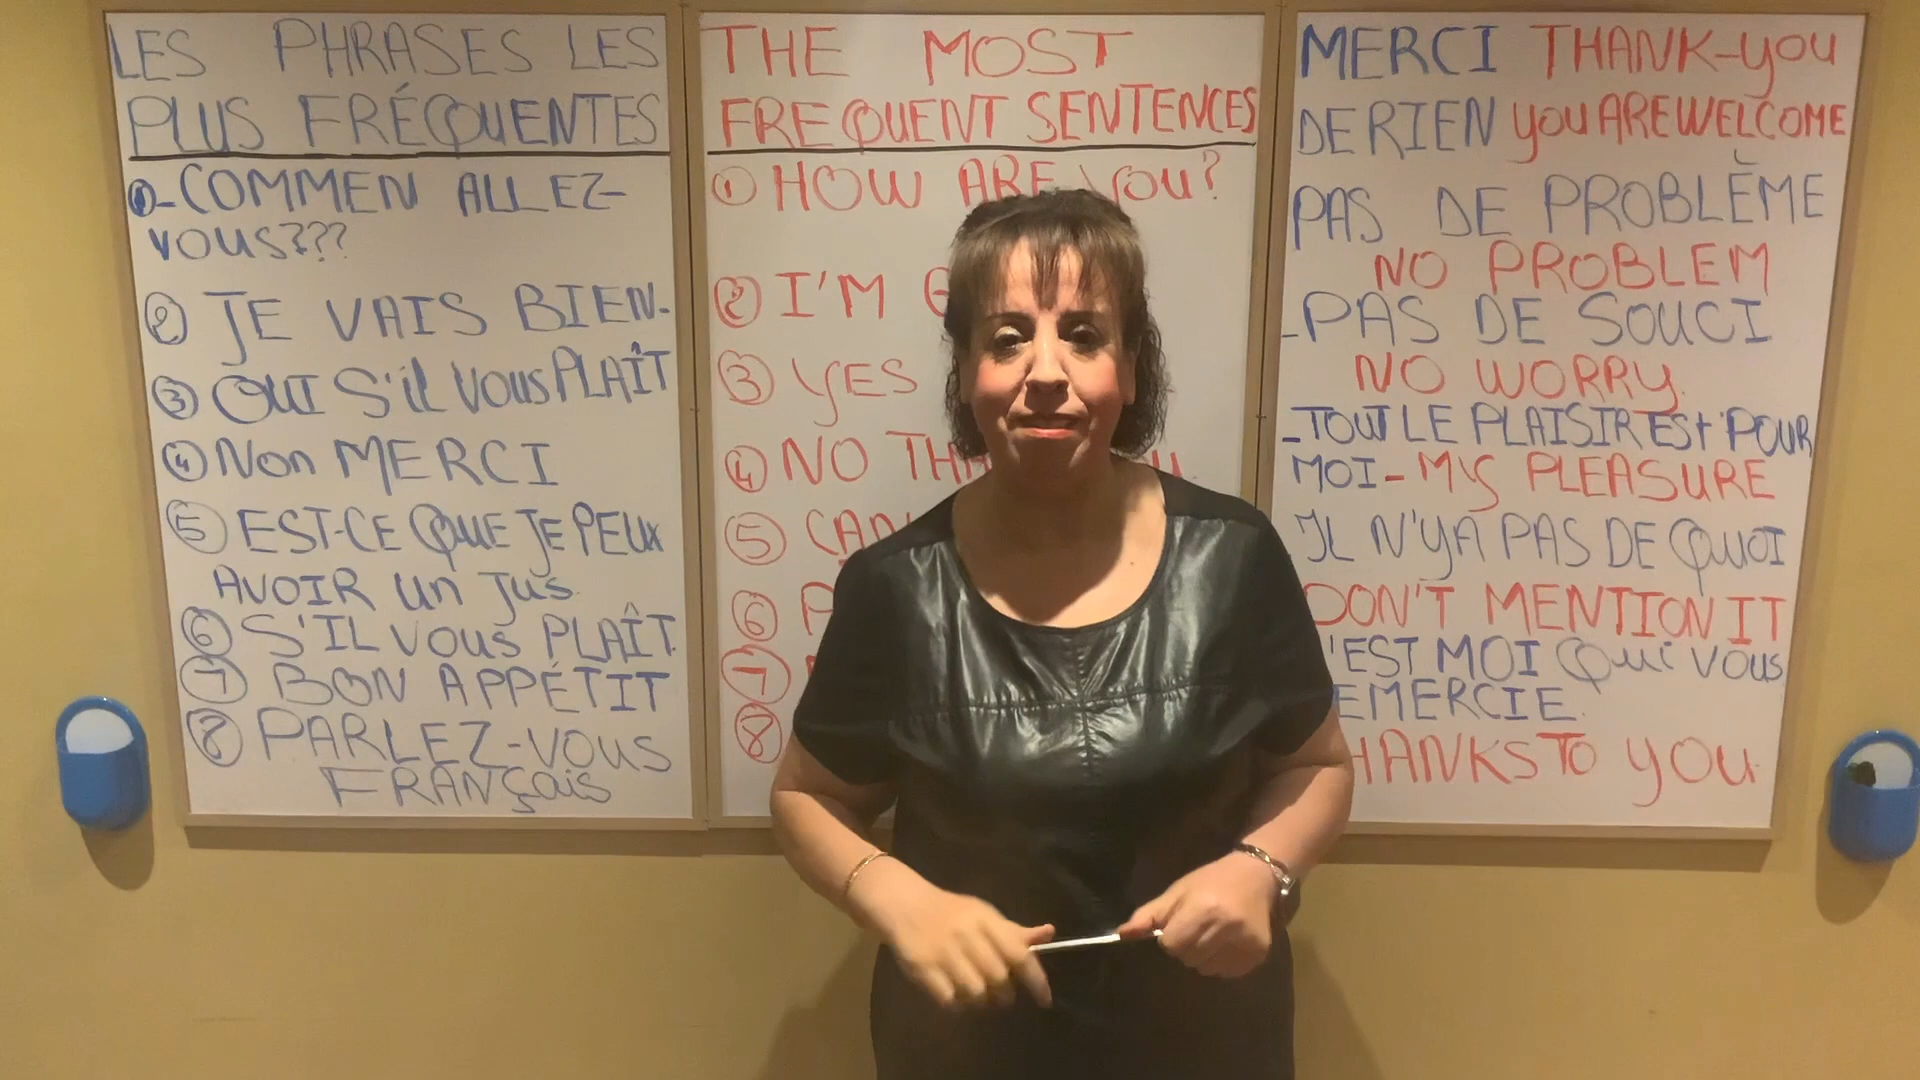 LES PHRASES LES
PLUS FRÉQUENTES
1-COMMEN ALLEZ-
VOUS???
2 JE VAIS BIEN.
3 OUI S'il VOUS PLAÎT
4 Non MERCI
5 EST-CE QUE JE PEUX
AVOIR un Jus.
6 S'IL VOUS PLAÎT.
7 BON APPÉTIT
8 PARLEZ-VOUS
FRANÇAis
THE MOST
FREQUENT SENTENCES
1 HOW ARE YOU?
2 I'M
3 YES
4 NO
5
6
7
8
MERCI THANK-YOU
DE RIEN YOU ARE WELCOME
PAS DE PROBLĔME
NO PROBLEM
-PAS DE SOUCI
NO WORRY.
-TOUT LE PLAISIR ESt POUR
MOI-MY PLEASURE
IL N'YA PAS DE QUOI
DON'T MENTION IT
'EST MOI Qui VOUS
EMERCIE.
HANKS TO YOU.